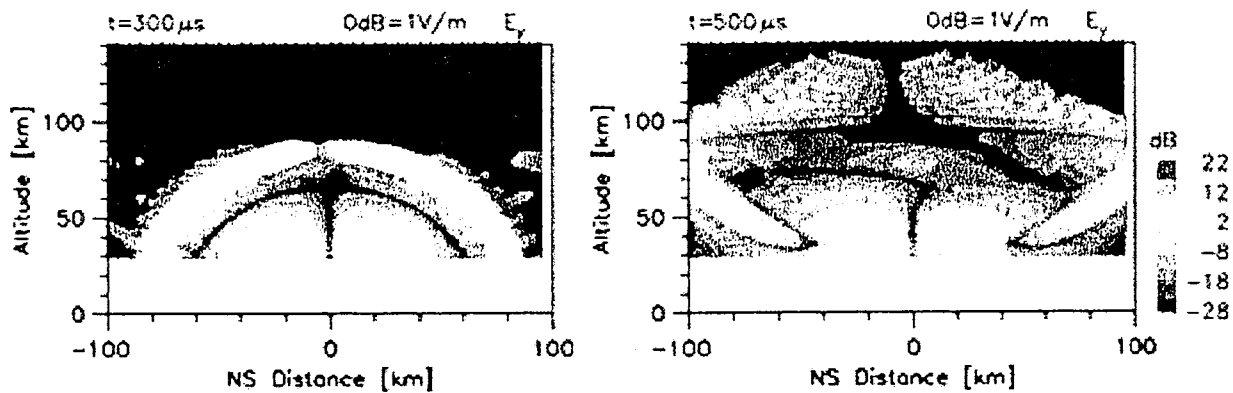 t=300μs 0dB=1V/m Ey
Altitude [km]
100
50
0
-100 0 100
NS Distance [km]
t=500μs 0dB=1V/m Ey
Altitude [km]
100
50
0
-100 0 100
NS Distance [km]
dB
22
12
2
-8
-18
-28